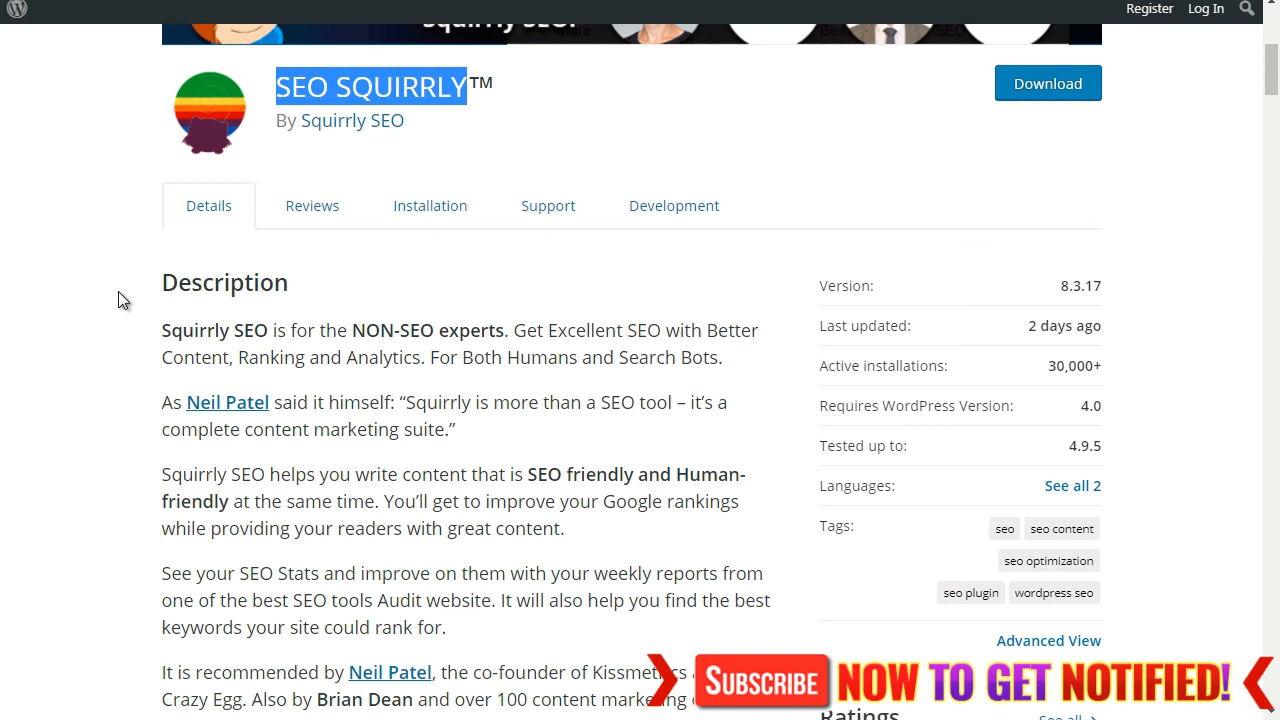 Register Log In
Squirrly SEO.
SEO SQUIRRLY™
Download
By Squirrly SEO
Details Reviews Installation Support Development
Description
Squirrly SEO is for the NON-SEO experts. Get Excellent SEO with Better
Content, Ranking and Analytics. For Both Humans and Search Bots.
As Neil Patel said it himself: “Squirrly is more than a SEO tool – it’s a
complete content marketing suite.”
Squirrly SEO helps you write content that is SEO friendly and Human-
friendly at the same time. You’ll get to improve your Google rankings
while providing your readers with great content.
See your SEO Stats and improve on them with your weekly reports from
one of the best SEO tools Audit website. It will also help you find the best
keywords your site could rank for.
It is recommended by Neil Patel, the co-founder of Kissmetrics
Crazy Egg. Also by Brian Dean and over 100 content marketing
Version: 8.3.17
Last updated: 2 days ago
Active installations: 30,000+
Requires WordPress Version: 4.0
Tested up to: 4.9.5
Languages: See all 2
Tags: seo seo content
seo optimization
seo plugin wordpress seo
Advanced View
SUBSCRIBE NOW TO GET NOTIFIED!
Ratings See all